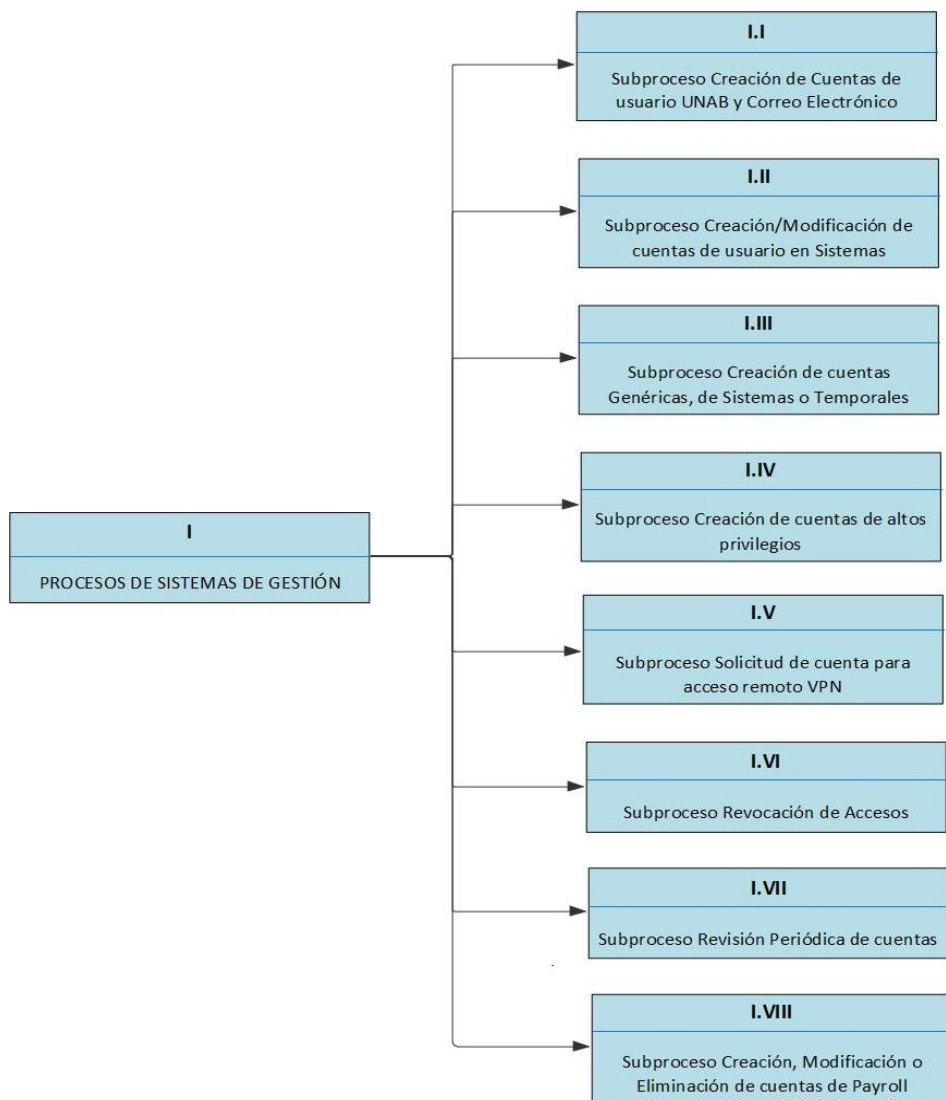 I.I
Subproceso Creación de Cuentas de
usuario UNAB y Correo Electrónico
I.II
Subproceso Creación/Modificación de
cuentas de usuario en Sistemas
I.III
Subproceso Creación de cuentas
Genéricas, de Sistemas o Temporales
I.IV
Subproceso Creación de cuentas de altos
privilegios
I
PROCESOS DE SISTEMAS DE GESTIÓN
I.V
Subproceso Solicitud de cuenta para
acceso remoto VPN
I.VI
Subproceso Revocación de Accesos
I.VII
Subproceso Revisión Periódica de cuentas
I.VIII
Subproceso Creación, Modificación o
Eliminación de cuentas de Payroll